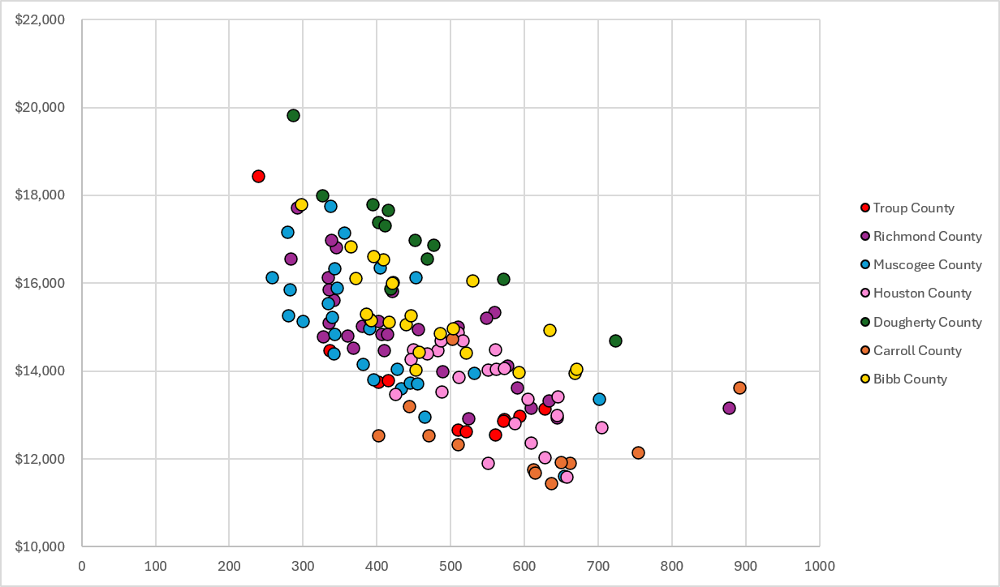 $22,000
$20,000
$18,000
$16,000
$14,000
$12,000
$10,000
0 100 200 300 400 500 600 700 800 900 1000
Troup County
Richmond County
Muscogee County
Houston County
Dougherty County
Carroll County
Bibb County